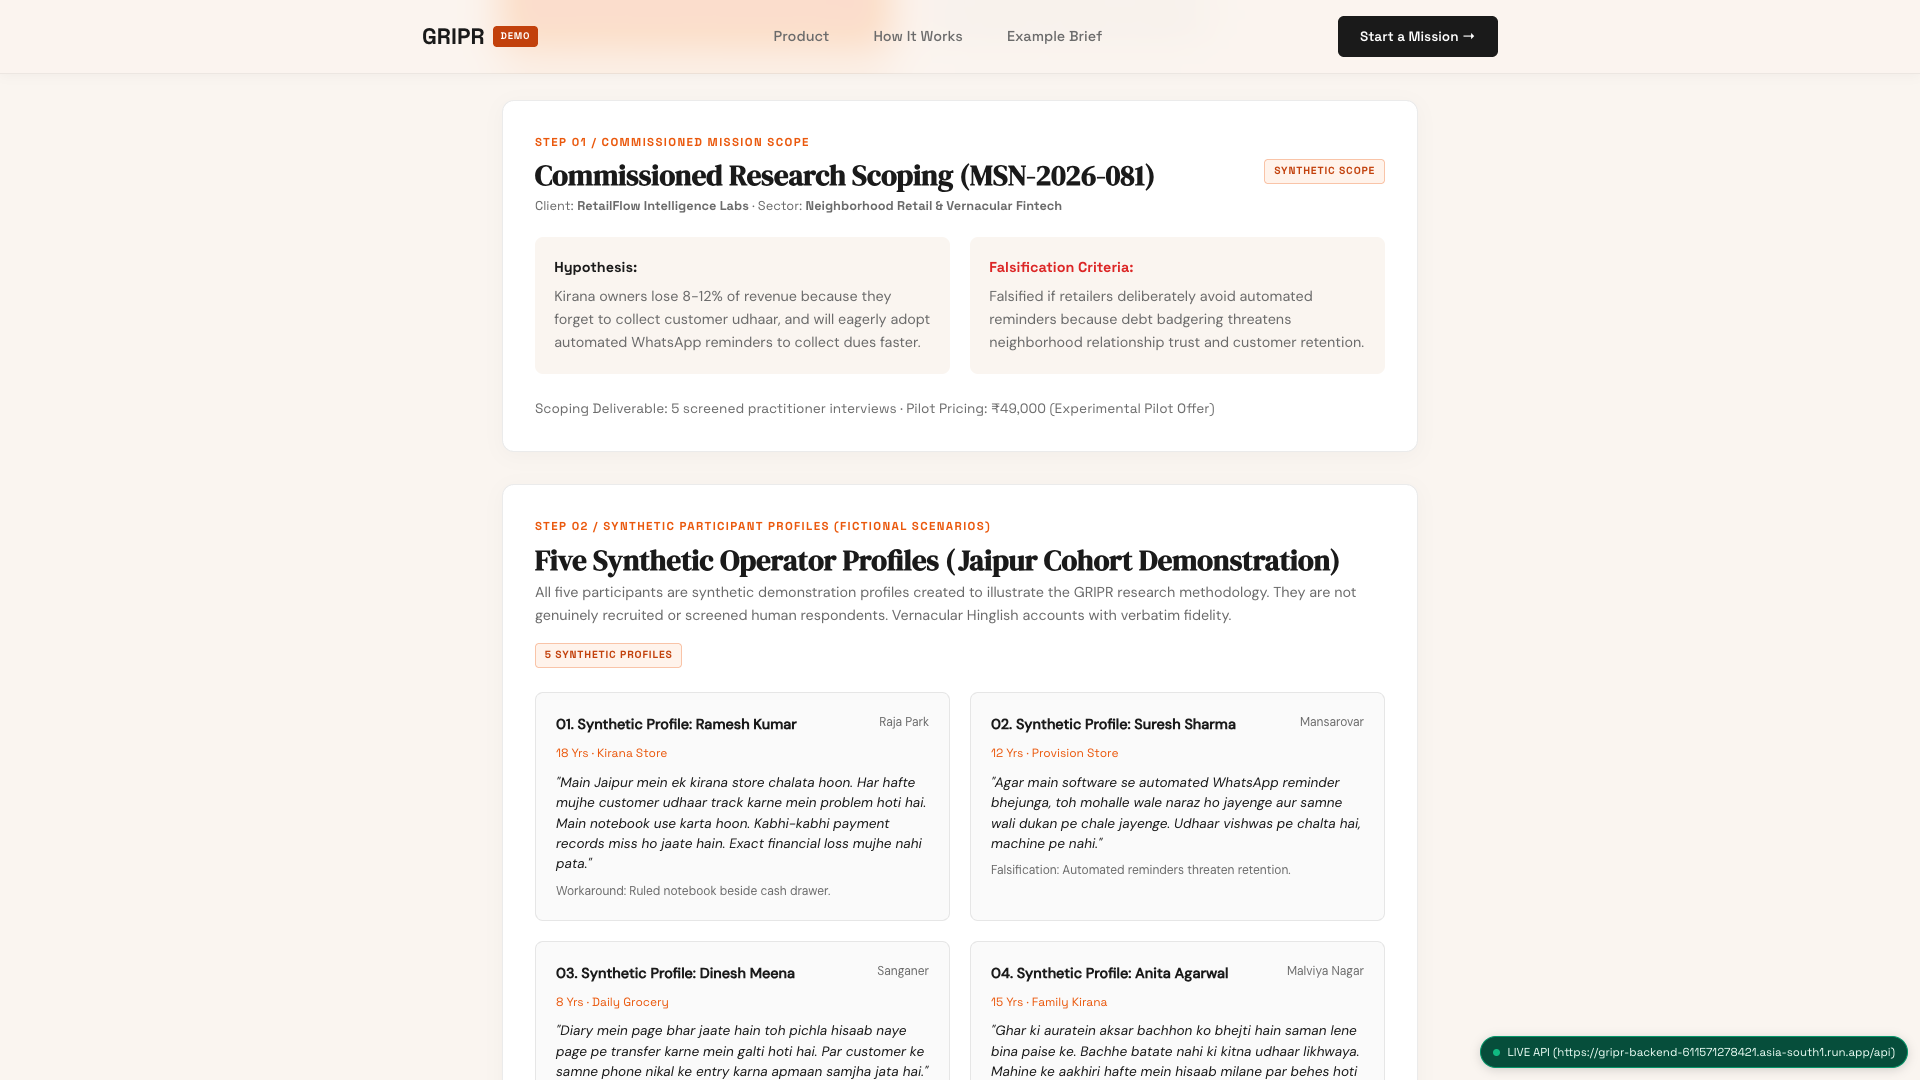 GRIPR DEMO
Product
How It Works
Example Brief
Start a Mission →
STEP 01 / COMMISSIONED MISSION SCOPE
Commissioned Research Scoping (MSN-2026-081)
SYNTHETIC SCOPE
Client: RetailFlow Intelligence Labs · Sector: Neighborhood Retail & Vernacular Fintech
Hypothesis:
Kirana owners lose 8-12% of revenue because they
forget to collect customer udhaar, and will eagerly adopt
automated WhatsApp reminders to collect dues faster.
Falsification Criteria:
Falsified if retailers deliberately avoid automated
reminders because debt badgering threatens
neighborhood relationship trust and customer retention.
Scoping Deliverable: 5 screened practitioner interviews · Pilot Pricing: ₹49,000 (Experimental Pilot Offer)
STEP 02 / SYNTHETIC PARTICIPANT PROFILES (FICTIONAL SCENARIOS)
Five Synthetic Operator Profiles (Jaipur Cohort Demonstration)
All five participants are synthetic demonstration profiles created to illustrate the GRIPR research methodology. They are not
genuinely recruited or screened human respondents. Vernacular Hinglish accounts with verbatim fidelity.
5 SYNTHETIC PROFILES
01. Synthetic Profile: Ramesh Kumar
Raja Park
18 Yrs · Kirana Store
"Main Jaipur mein ek kirana store chalata hoon. Har hafte
mujhe customer udhaar track karne mein problem hoti hai.
Main notebook use karta hoon. Kabhi-kabhi payment
records miss ho jaate hain. Exact financial loss mujhe nahi
pata."
Workaround: Ruled notebook beside cash drawer.
02. Synthetic Profile: Suresh Sharma
Mansarovar
12 Yrs · Provision Store
"Agar main software se automated WhatsApp reminder
bhejunga, toh mohalle wale naraz ho jayenge aur samne
wali dukan pe chale jayenge. Udhaar vishwas pe chalta hai,
machine pe nahi."
Falsification: Automated reminders threaten retention.
03. Synthetic Profile: Dinesh Meena
Sanganer
8 Yrs · Daily Grocery
"Diary mein page bhar jaate hain toh pichla hisaab naye
page pe transfer karne mein galti hoti hai. Par customer ke
samne phone nikal ke entry karna apmaan samjha jata hai."
04. Synthetic Profile: Anita Agarwal
Malviya Nagar
15 Yrs · Family Kirana
"Ghar ki auratein aksar bachhon ko bhejti hain saman lene
bina paise ke. Bachhe batate nahi ki kitna udhaar likhwaya.
Mahine ke aakhiri hafte mein hisaab milane par behes hoti
LIVE API (https://gripr-backend-611571278421.asia-south1.run.app/api)